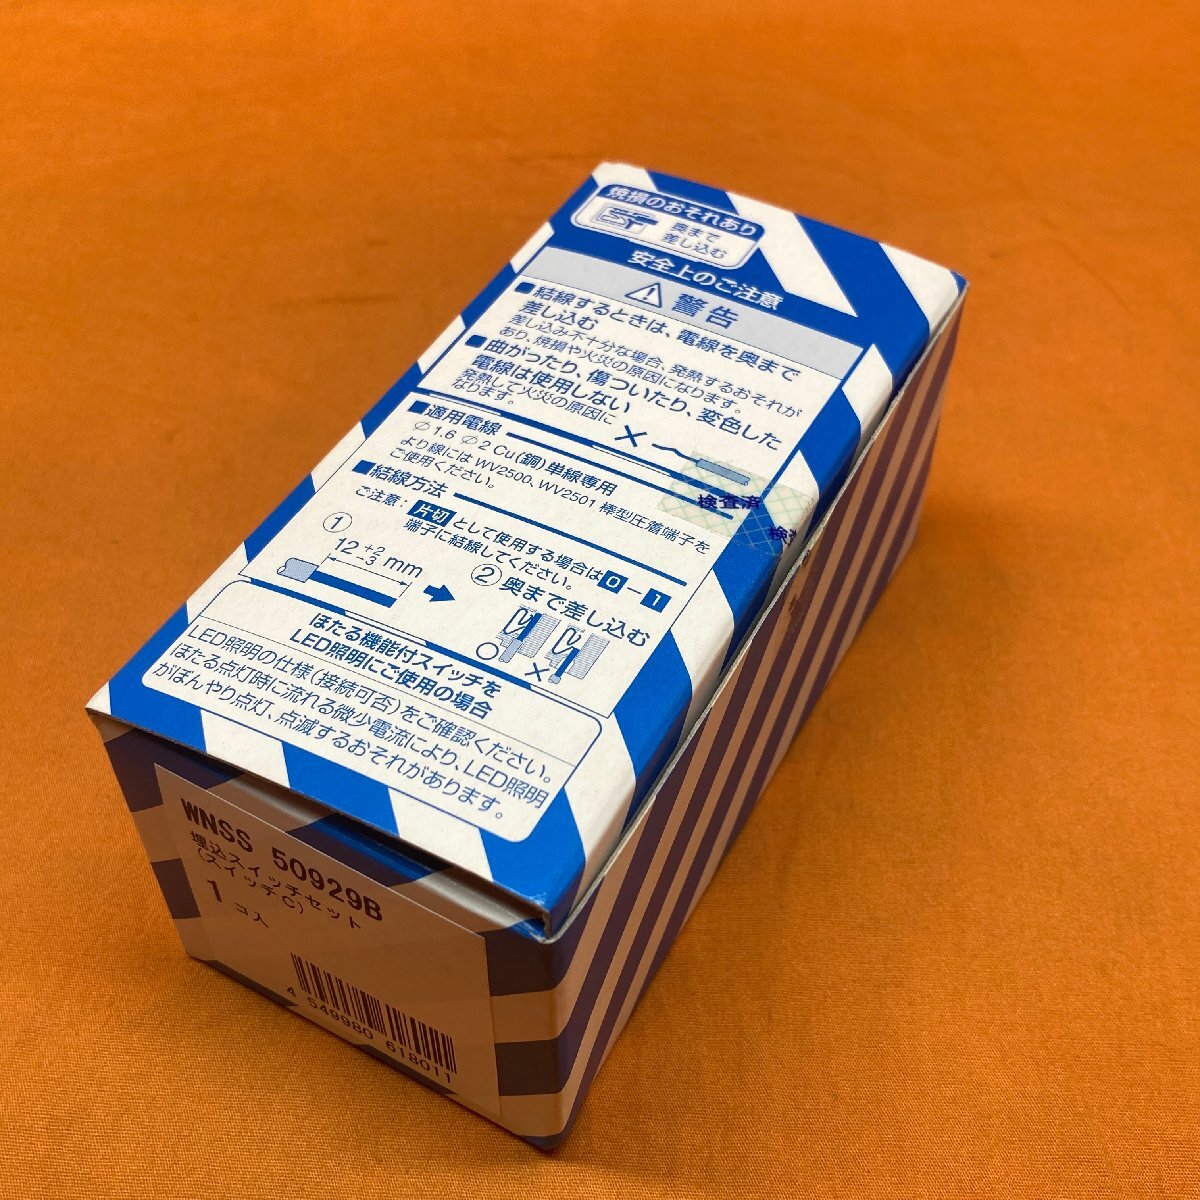 焼損のおそれあり
奥まで
差し込む
安全上のご注意
警告
■結線するときは、電線を奥まで
差し込む
差し込み不十分な場合、発熱するおそれが
あり、焼損や火災の原因になります。
■曲がったり、傷ついたり、変色した
電線は使用しない
発熱して火災の原因に
なります。
■適用電線
φ1.6 φ2 Cu(銅)単線専用
より線には WV2500、WV2501 棒型圧着端子を
ご使用ください。
■結線方法
ご注意: 片切 として使用する場合は 0 - 1
端子に結線してください。
① 12 +2 -3 mm
② 奥まで差し込む
検査済
検査
ほたる機能付スイッチを
LED照明にご使用の場合
LED照明の仕様(接続可否)をご確認ください。
ほたる点灯時に流れる微少電流により、LED照明
がぼんやり点灯、点滅するおそれがあります。
WNSS 50929B
埋込スイッチセット
(スイッチC)
1 コ入
4 549980 618011